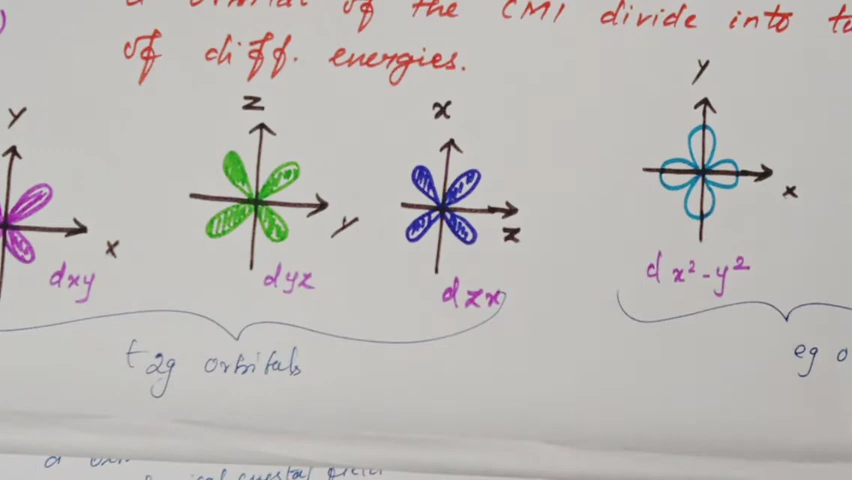 of the CMI divide into
of diff. energies.
y
z
x
y
x
y
z
x
dxy
dyz
dzx
dx²-y²
t2g orbitals
eg